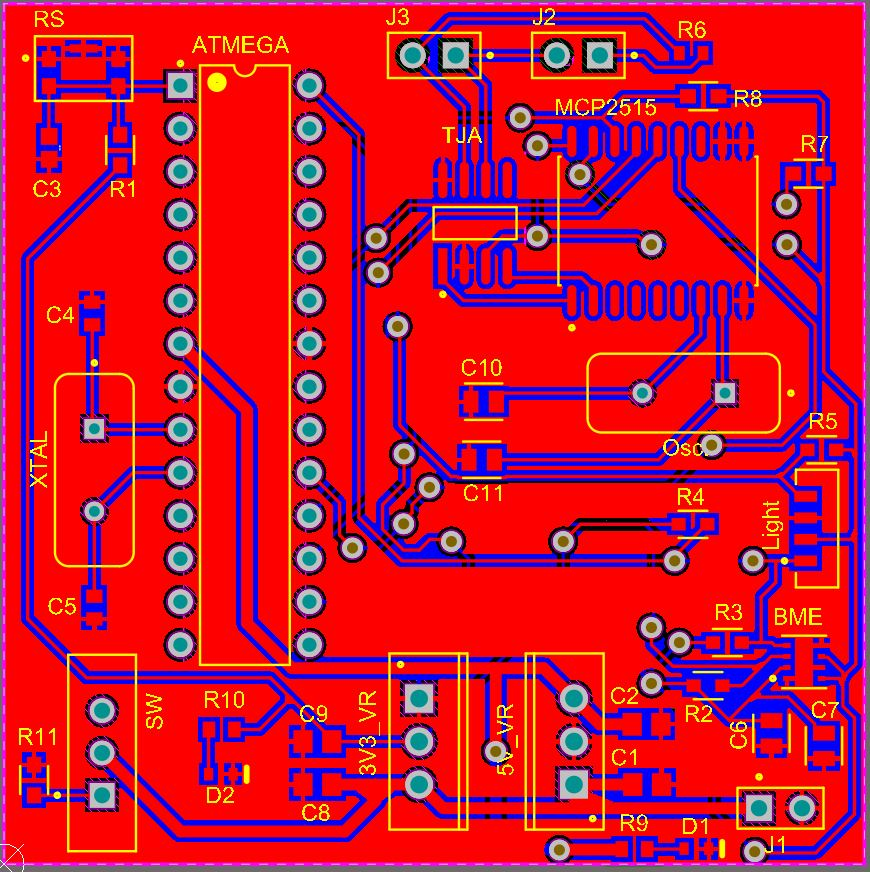 RS
J3
J2
R6
ATMEGA
R8
MCP2515
TJA
R7
C3
R1
C4
C10
R5
XTAL
Osc.
C11
R4
Light
C5
R3
BME
SW
R10
C9
3V3_VR
5V_VR
C2
R2
C6
C7
R11
D2
C8
C1
R9
D1
J1